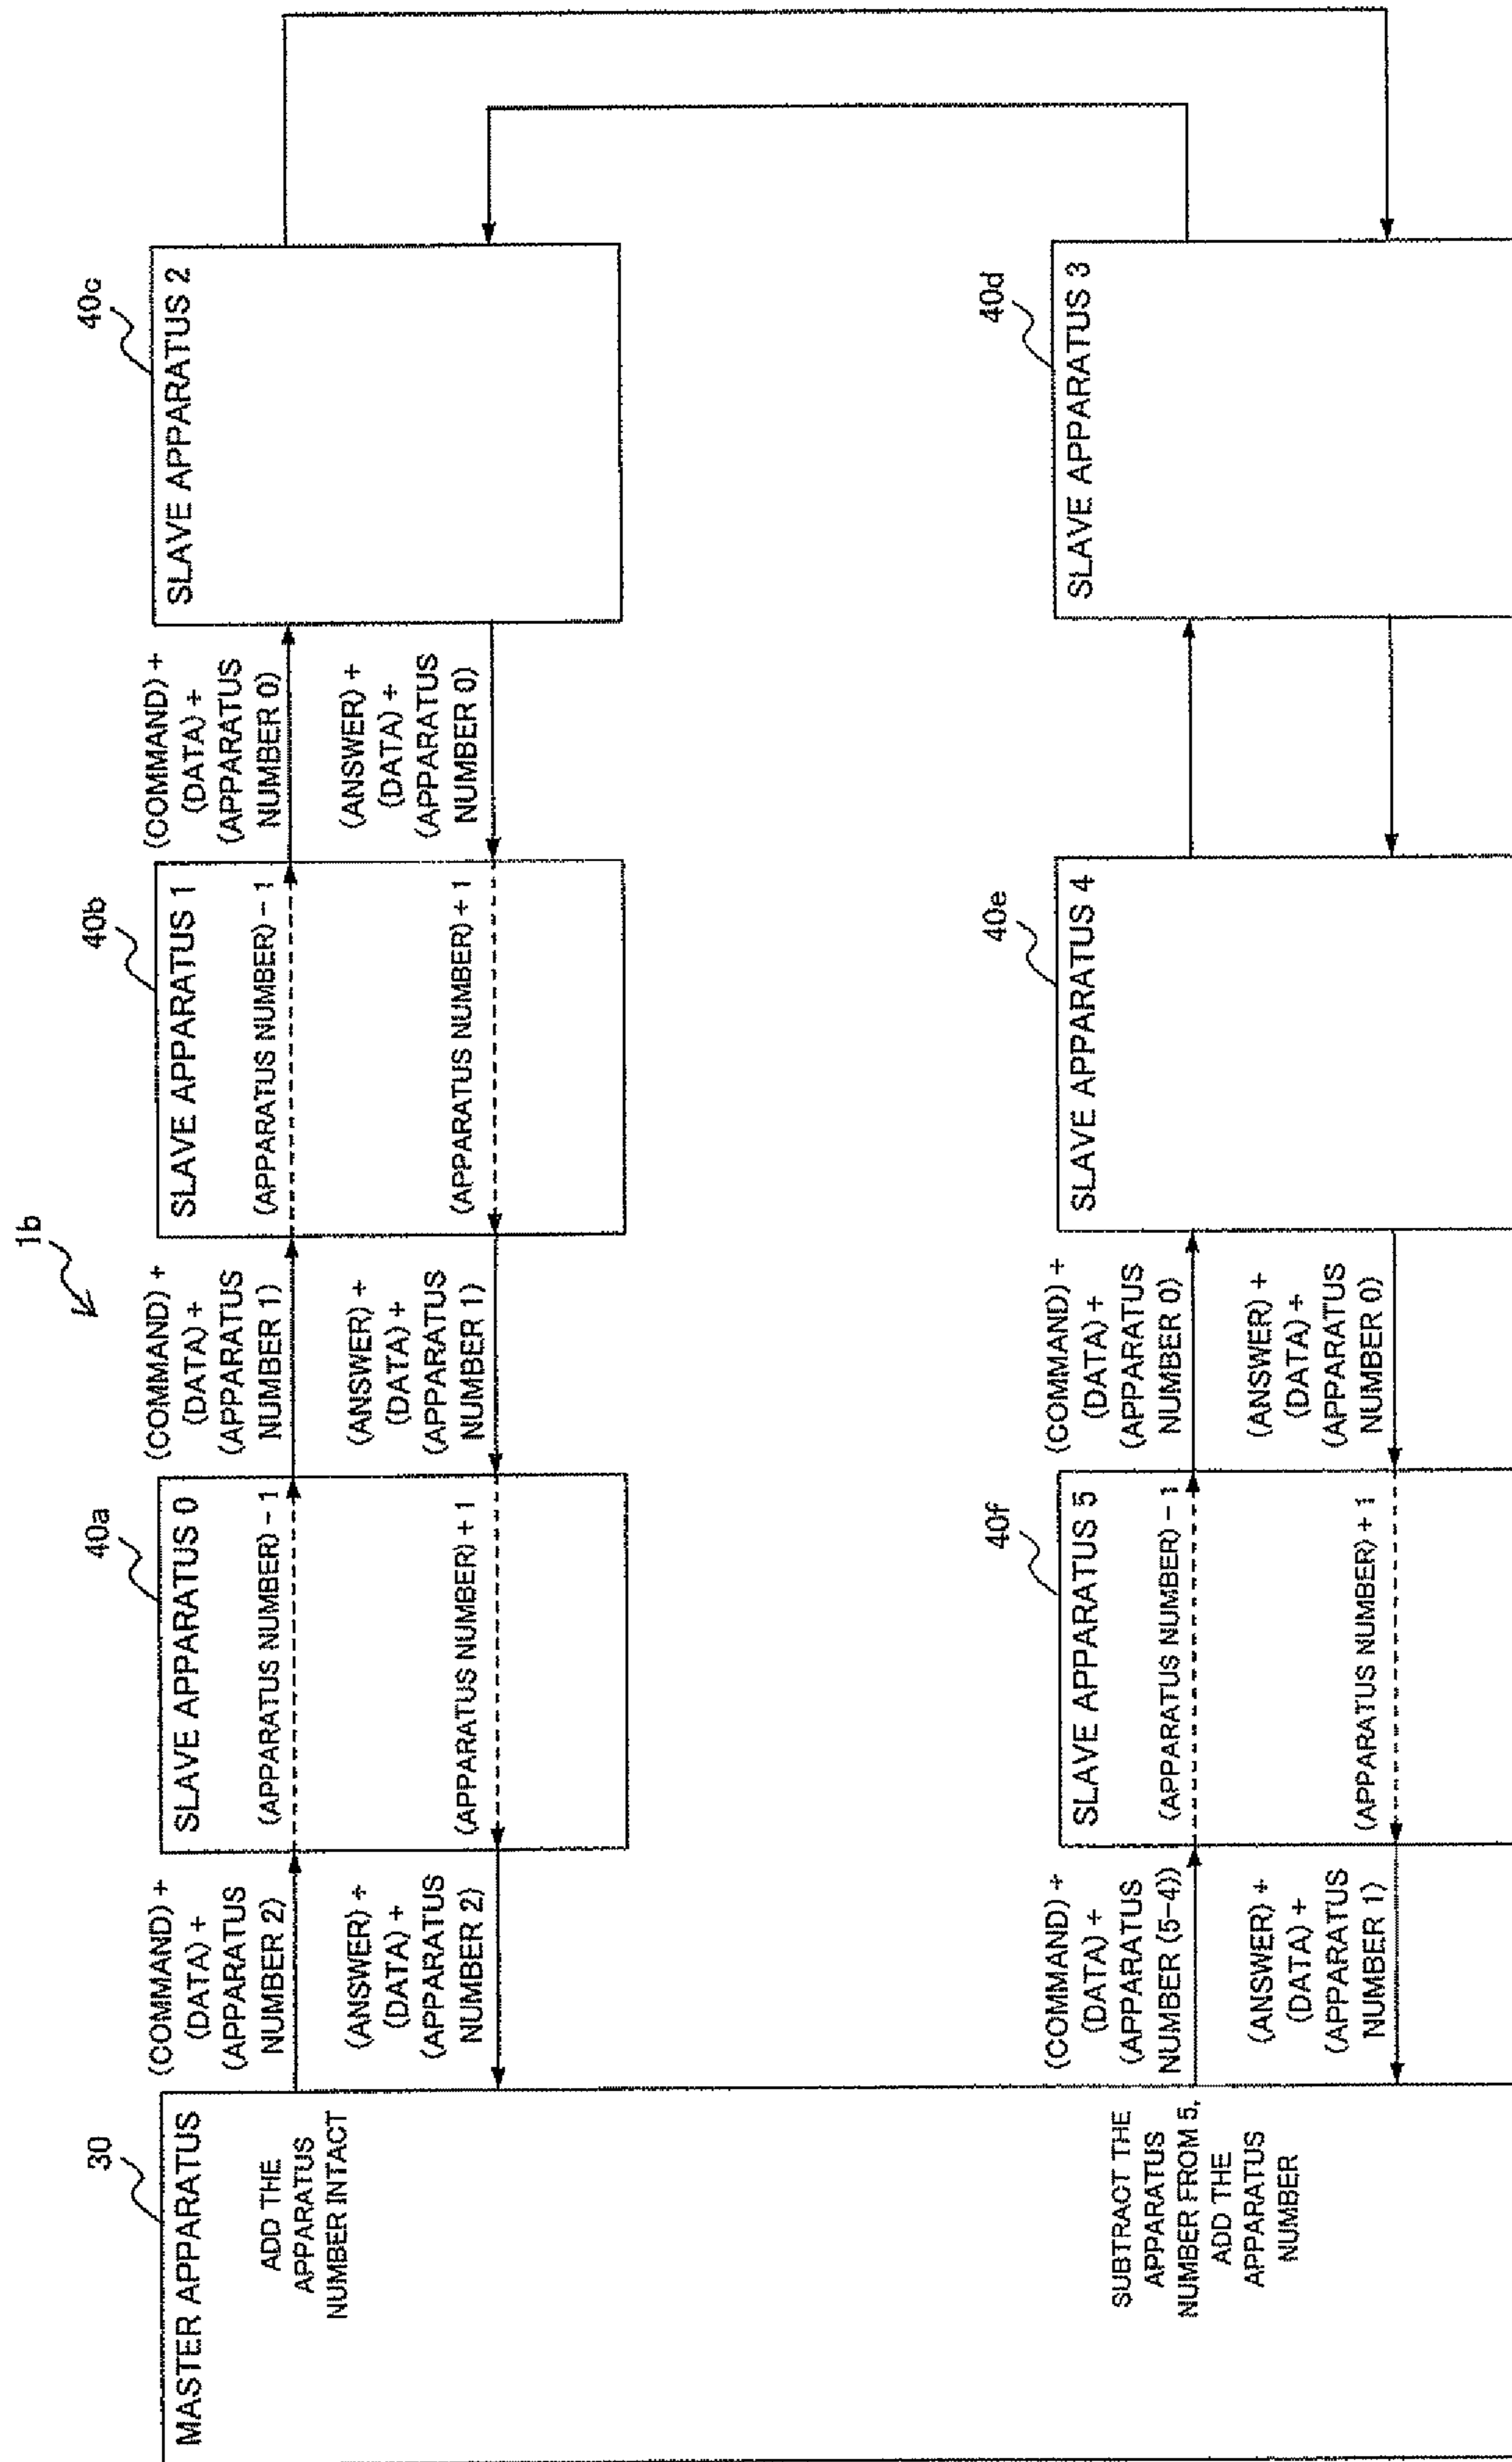 1b
30
MASTER APPARATUS
ADD THE
APPARATUS
NUMBER INTACT
SUBTRACT THE
APPARATUS
NUMBER FROM 5,
ADD THE
APPARATUS
NUMBER
(COMMAND) +
(DATA) +
(APPARATUS
NUMBER 2)
(ANSWER) +
(DATA) +
(APPARATUS
NUMBER 2)
40a
SLAVE APPARATUS 0
(APPARATUS NUMBER) - 1
(APPARATUS NUMBER) + 1
(COMMAND) +
(DATA) +
(APPARATUS
NUMBER 1)
(ANSWER) +
(DATA) +
(APPARATUS
NUMBER 1)
40b
SLAVE APPARATUS 1
(APPARATUS NUMBER) - 1
(APPARATUS NUMBER) + 1
(COMMAND) +
(DATA) +
(APPARATUS
NUMBER 0)
(ANSWER) +
(DATA) +
(APPARATUS
NUMBER 0)
40c
SLAVE APPARATUS 2
(COMMAND) +
(DATA) +
(APPARATUS
NUMBER (5-4))
(ANSWER) +
(DATA) +
(APPARATUS
NUMBER 1)
40f
SLAVE APPARATUS 5
(APPARATUS NUMBER) - 1
(APPARATUS NUMBER) + 1
(COMMAND) +
(DATA) +
(APPARATUS
NUMBER 0)
(ANSWER) +
(DATA) +
(APPARATUS
NUMBER 0)
40e
SLAVE APPARATUS 4
40d
SLAVE APPARATUS 3